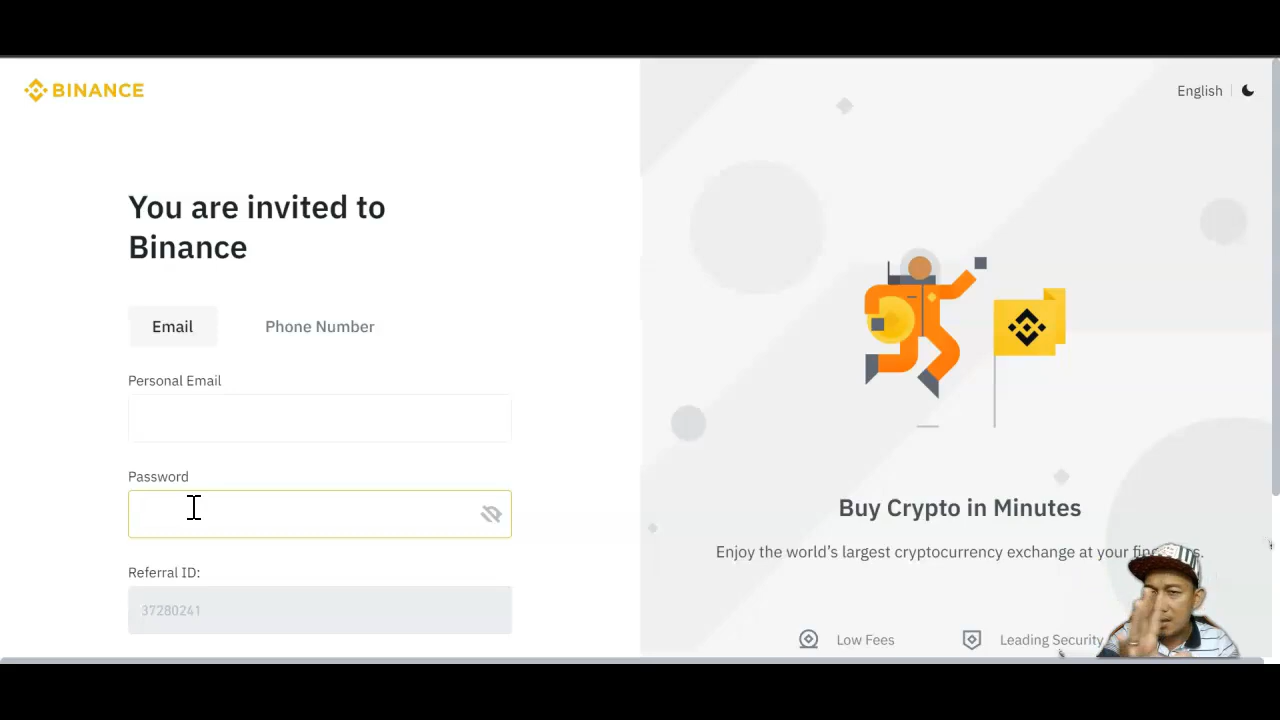 BINANCE
English
You are invited to
Binance
Email
Phone Number
Personal Email
Password
Referral ID:
37280241
Buy Crypto in Minutes
Enjoy the world's largest cryptocurrency exchange at your
Low Fees
Leading Security